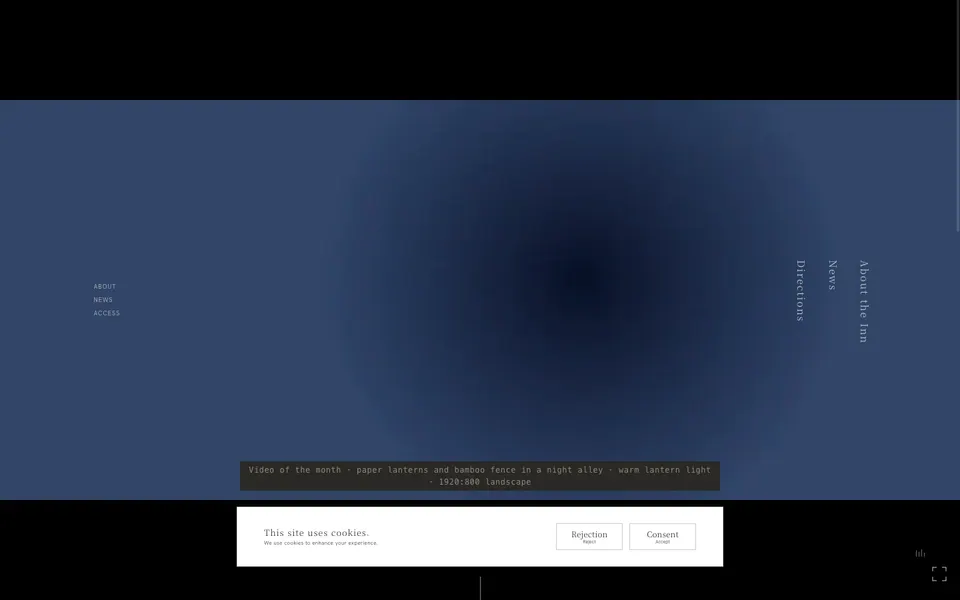 ABOUT
NEWS
ACCESS
About the Inn
News
Directions
Video of the month · paper lanterns and bamboo fence in a night alley · warm lantern light
· 1920:800 landscape
This site uses cookies.
We use cookies to enhance your experience.
Rejection
Reject
Consent
Accept